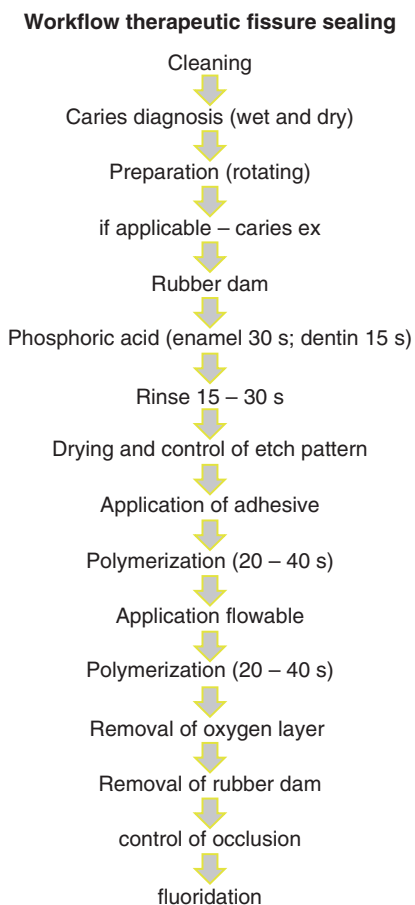 Workflow therapeutic fissure sealing
Cleaning
Caries diagnosis (wet and dry)
Preparation (rotating)
if applicable – caries ex
Rubber dam
Phosphoric acid (enamel 30 s; dentin 15 s)
Rinse 15 – 30 s
Drying and control of etch pattern
Application of adhesive
Polymerization (20 – 40 s)
Application flowable
Polymerization (20 – 40 s)
Removal of oxygen layer
Removal of rubber dam
control of occlusion
fluoridation